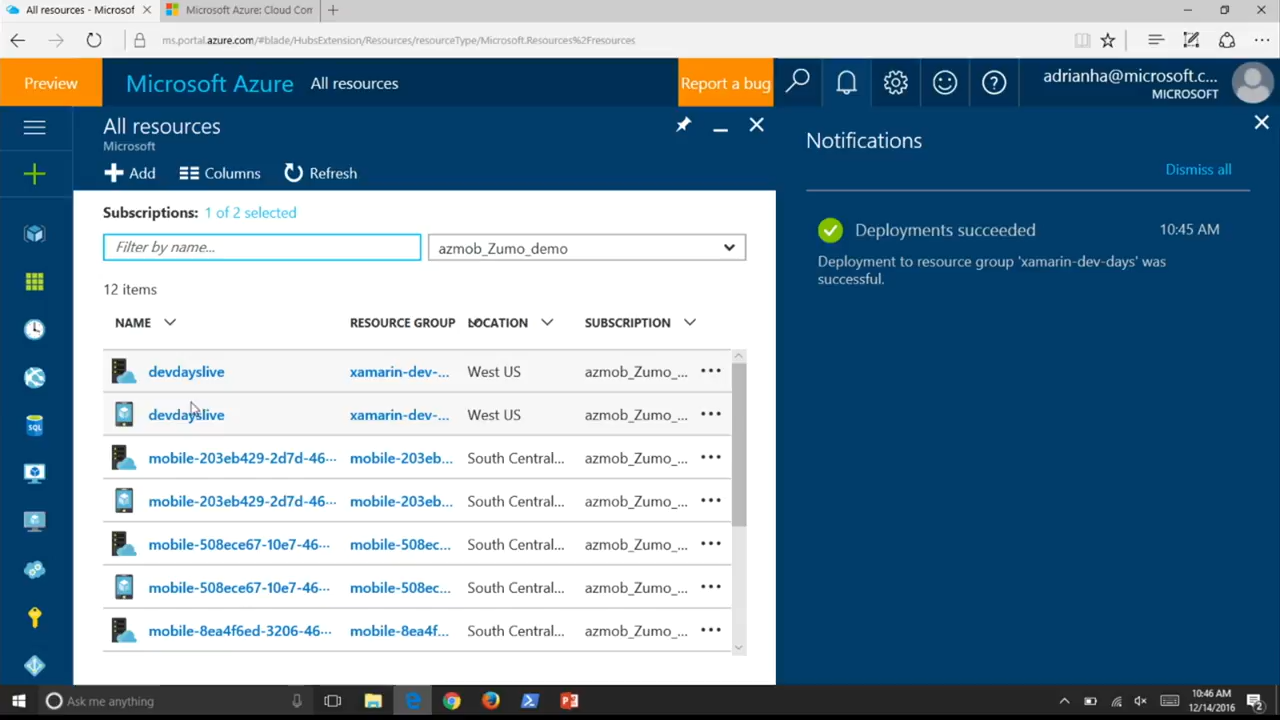 All resources - Microsof
Microsoft Azure: Cloud Com
ms.portal.azure.com/#blade/HubsExtension/Resources/resourceType/Microsoft.Resources%2Fresources
Preview
Microsoft Azure
All resources
Report a bug
adrianha@microsoft.c...
MICROSOFT
All resources
Microsoft
Add
Columns
Refresh
Subscriptions: 1 of 2 selected
Filter by name...
azmob_Zumo_demo
12 items
NAME
RESOURCE GROUP
LOCATION
SUBSCRIPTION
devdayslive xamarin-dev-... West US azmob_Zumo_... •••
devdayslive xamarin-dev-... West US azmob_Zumo_... •••
mobile-203eb429-2d7d-46··· mobile-203eb... South Central... azmob_Zumo_... •••
mobile-203eb429-2d7d-46··· mobile-203eb... South Central... azmob_Zumo_... •••
mobile-508ece67-10e7-46··· mobile-508ec... South Central... azmob_Zumo_... •••
mobile-508ece67-10e7-46··· mobile-508ec... South Central... azmob_Zumo_... •••
mobile-8ea4f6ed-3206-46··· mobile-8ea4f... South Central... azmob_Zumo_... •••
Notifications
Dismiss all
Deployments succeeded 10:45 AM
Deployment to resource group 'xamarin-dev-days' was
successful.
SQL
Ask me anything
10:46 AM
12/14/2016
2